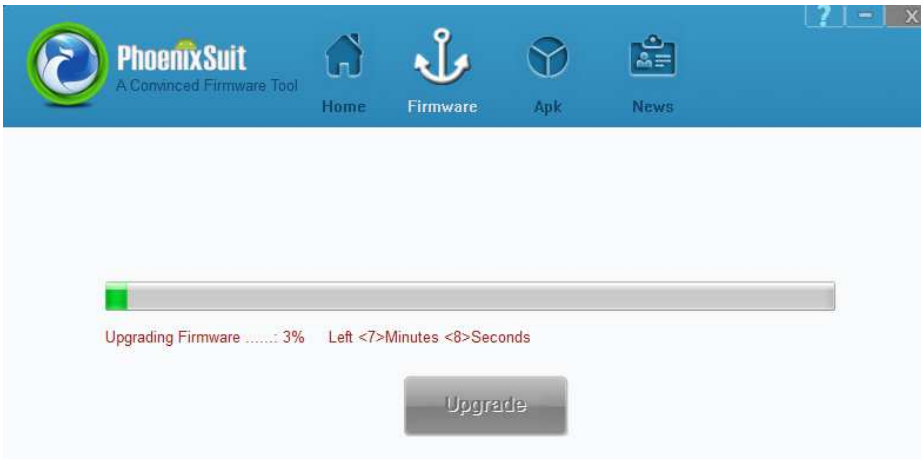 ? – X
PhoenixSuit
A Convinced Firmware Tool
Home Firmware Apk News
Upgrading Firmware ......: 3% Left <7>Minutes <8>Seconds
Upgrade